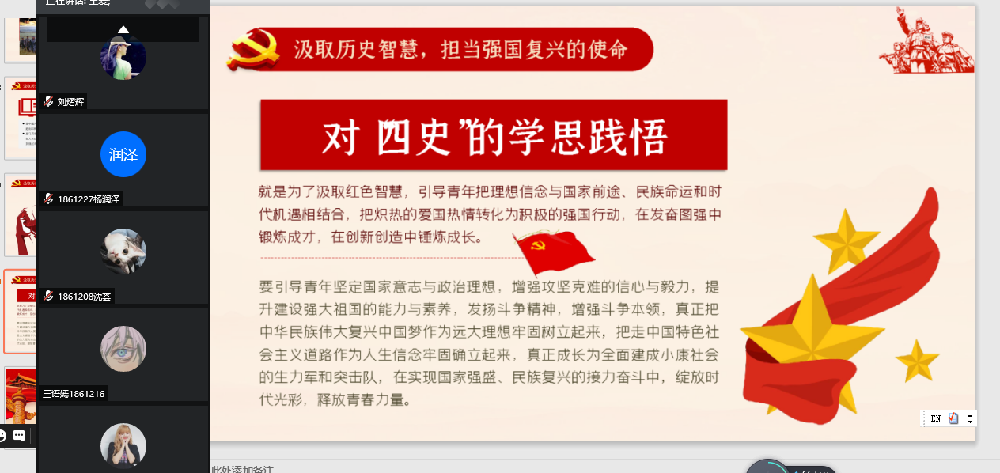 正在讲话: 王爱;
刘熠辉
润泽
1861227杨润泽
1861208沈荟
王语嫣1861216
汲取历史智慧，担当强国复兴的使命
对“四史”的学思践悟
就是为了汲取红色智慧，引导青年把理想信念与国家前途、民族命运和时
代机遇相结合，把炽热的爱国热情转化为积极的强国行动，在发奋图强中
锻炼成才，在创新创造中锤炼成长。
要引导青年坚定国家意志与政治理想，增强攻坚克难的信心与毅力，提
升建设强大祖国的能力与素养，发扬斗争精神，增强斗争本领，真正把
中华民族伟大复兴中国梦作为远大理想牢固树立起来，把走中国特色社
会主义道路作为人生信念牢固确立起来，真正成长为全面建成小康社会
的生力军和突击队，在实现国家强盛、民族复兴的接力奋斗中，绽放时
代光彩，释放青春力量。
EN
此处添加备注